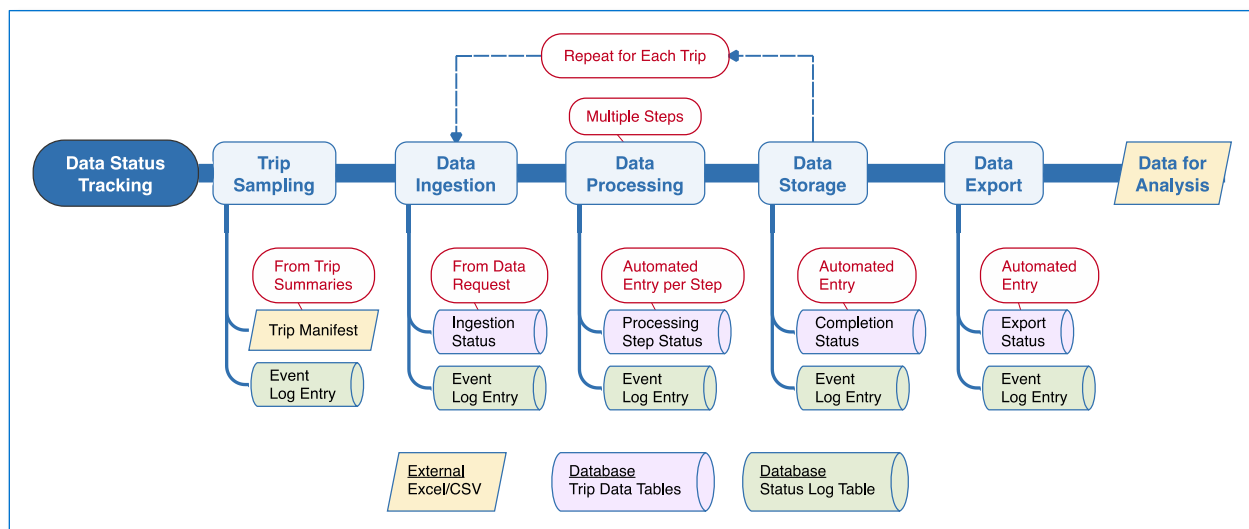 Repeat for Each Trip
Multiple Steps
Data Status
Tracking
Trip
Sampling
Data
Ingestion
Data
Processing
Data
Storage
Data
Export
Data for
Analysis
From Trip
Summaries
From Data
Request
Automated
Entry per Step
Automated
Entry
Automated
Entry
Trip Manifest
Ingestion
Status
Processing
Step Status
Completion
Status
Export
Status
Event
Log Entry
Event
Log Entry
Event
Log Entry
Event
Log Entry
Event
Log Entry
External
Excel/CSV
Database
Trip Data Tables
Database
Status Log Table